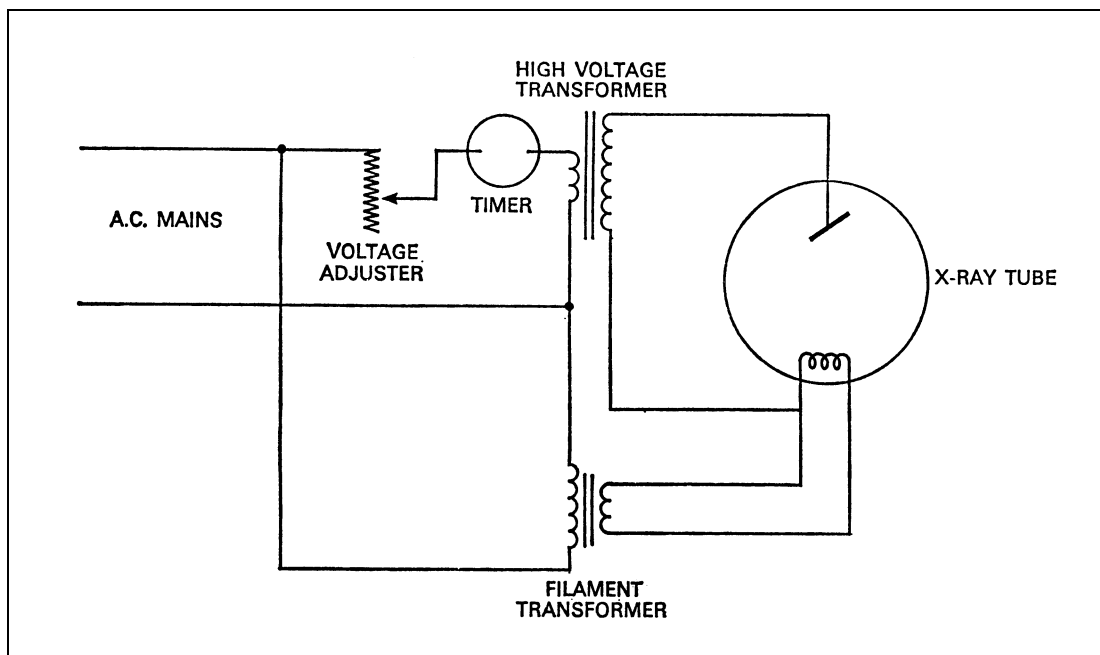 HIGH VOLTAGE
TRANSFORMER
A.C. MAINS
TIMER
VOLTAGE
ADJUSTER
X-RAY TUBE
FILAMENT
TRANSFORMER